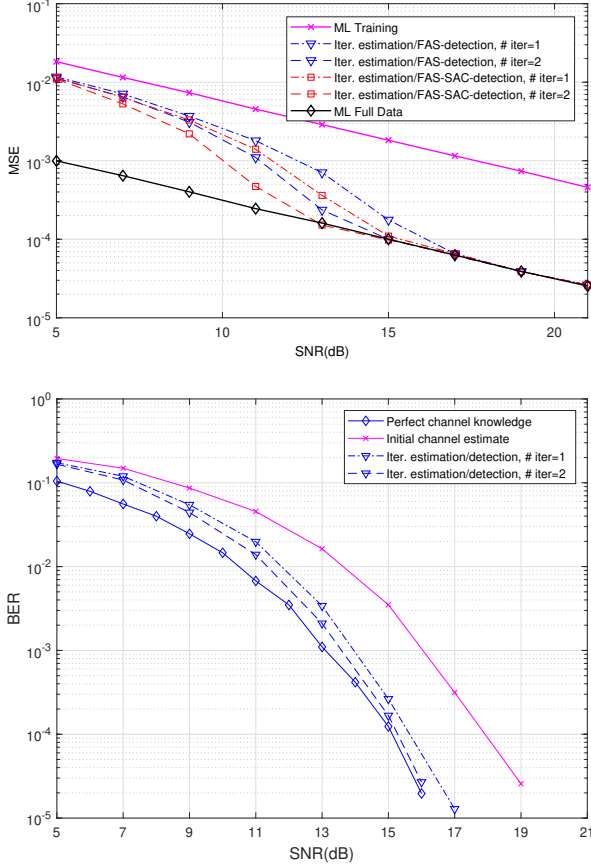 10^-1
ML Training
Iter. estimation/FAS-detection, # iter=1
Iter. estimation/FAS-detection, # iter=2
Iter. estimation/FAS-SAC-detection, # iter=1
Iter. estimation/FAS-SAC-detection, # iter=2
ML Full Data
10^-2
MSE
10^-3
10^-4
10^-5
5 10 15 20
SNR(dB)
10^0
Perfect channel knowledge
Initial channel estimate
Iter. estimation/detection, # iter=1
Iter. estimation/detection, # iter=2
10^-1
10^-2
BER
10^-3
10^-4
10^-5
5 7 9 11 13 15 17 19 21
SNR(dB)